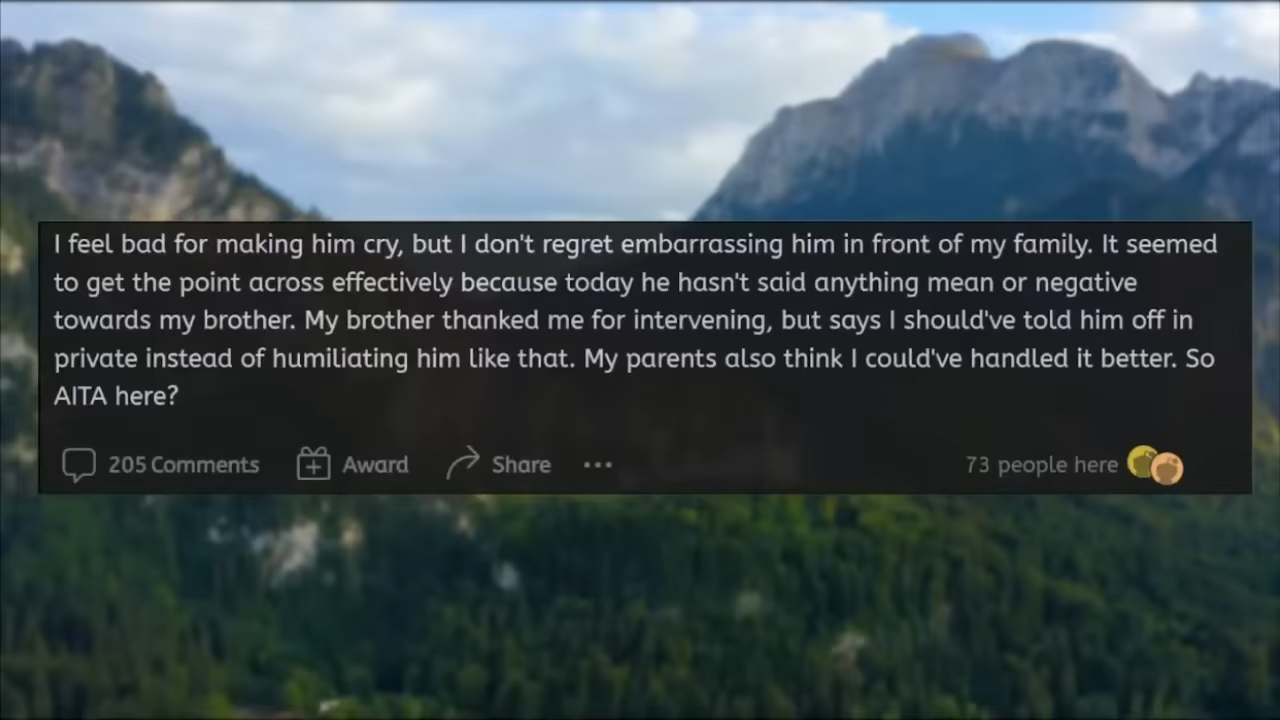 I feel bad for making him cry, but I don't regret embarrassing him in front of my family. It seemed
to get the point across effectively because today he hasn't said anything mean or negative
towards my brother. My brother thanked me for intervening, but says I should've told him off in
private instead of humiliating him like that. My parents also think I could've handled it better. So
AITA here?
205 Comments Award Share ••• 73 people here